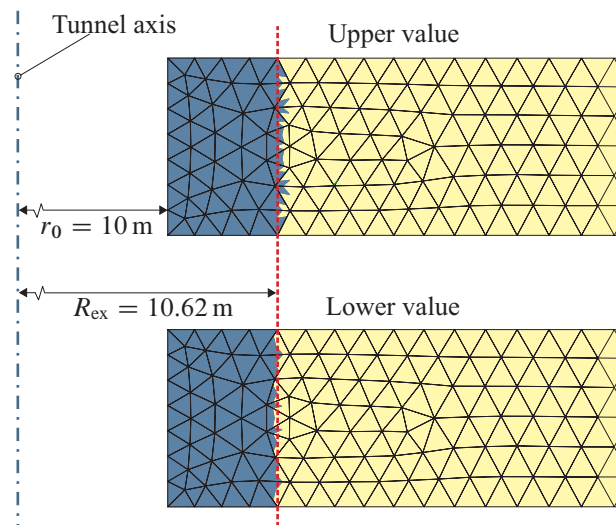 Tunnel axis
Upper value
r₀ = 10 m
R_ex = 10.62 m
Lower value